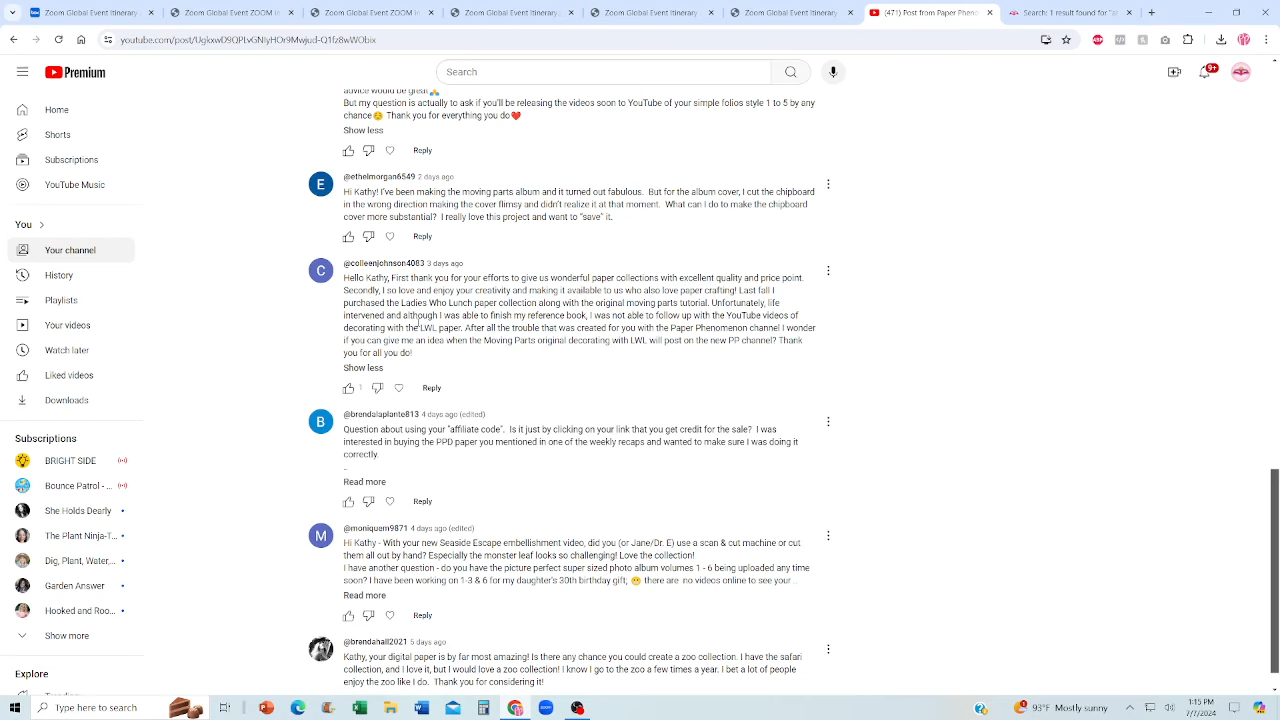 Zoom Global Event Itinerary
Zoom Global Event ZOOM in
Zoom Global Event ZOOM in
Zoom Global Event Itinerary
Zoom Global Event Itinerary
Zoom Global Event Itinerary
(471) Post from Paper Phen
Search: 1 result found for "al
youtube.com/post/UgkxwD9QPLvGNIyHOr9Mwjud-Q1fz8wWObix
Premium
Search
9+
Home
Shorts
Subscriptions
YouTube Music
You
Your channel
History
Playlists
Your videos
Watch later
Liked videos
Downloads
Subscriptions
BRIGHT SIDE
Bounce Patrol - ...
She Holds Dearly
The Plant Ninja-T...
Dig, Plant, Water,...
Garden Answer
Hooked and Roo...
Show more
Explore
advice would be great🙏
But my question is actually to ask if you'll be releasing the videos soon to YouTube of your simple folios style 1 to 5 by any
chance☺️ Thank you for everything you do❤️
Show less
Reply
E
@ethelmorgan6549 2 days ago
Hi Kathy! I've been making the moving parts album and it turned out fabulous. But for the album cover, I cut the chipboard
in the wrong direction making the cover flimsy and didn't realize it at that moment. What can I do to make the chipboard
cover more substantial? I really love this project and want to "save" it.
Reply
C
@colleenjohnson4083 3 days ago
Hello Kathy, First thank you for your efforts to give us wonderful paper collections with excellent quality and price point.
Secondly, I so love and enjoy your creativity and making it available to us who also love paper crafting! Last fall I
purchased the Ladies Who Lunch paper collection along with the original moving parts tutorial. Unfortunately, life
intervened and although I was able to finish my reference book, I was not able to follow up with the YouTube videos of
decorating with the LWL paper. After all the trouble that was created for you with the Paper Phenomenon channel I wonder
if you can give me an idea when the Moving Parts original decorating with LWL will post on the new PP channel? Thank
you for all you do!
Show less
1
Reply
B
@brendalaplante813 4 days ago (edited)
Question about using your "affiliate code". Is it just by clicking on your link that you get credit for the sale? I was
interested in buying the PPD paper you mentioned in one of the weekly recaps and wanted to make sure I was doing it
correctly.
..
Read more
Reply
M
@moniquem9871 4 days ago (edited)
Hi Kathy - With your new Seaside Escape embellishment video, did you (or Jane/Dr. E) use a scan & cut machine or cut
them all out by hand? Especially the monster leaf looks so challenging! Love the collection!
I have another question - do you have the picture perfect super sized photo album volumes 1 - 6 being uploaded any time
soon? I have been working on 1-3 & 6 for my daughter's 30th birthday gift; there are no videos online to see your ..
Read more
Reply
@brendahall2021 5 days ago
Kathy, your digital paper is by far most amazing! Is there any chance you could create a zoo collection. I have the safari
collection, and I love it, but I would love a zoo collection! I know I go to the zoo a few times a year. I bet a lot of people
enjoy the zoo like I do. Thank you for considering it!
Type here to search
93°F Mostly sunny
1:15 PM
7/7/2024